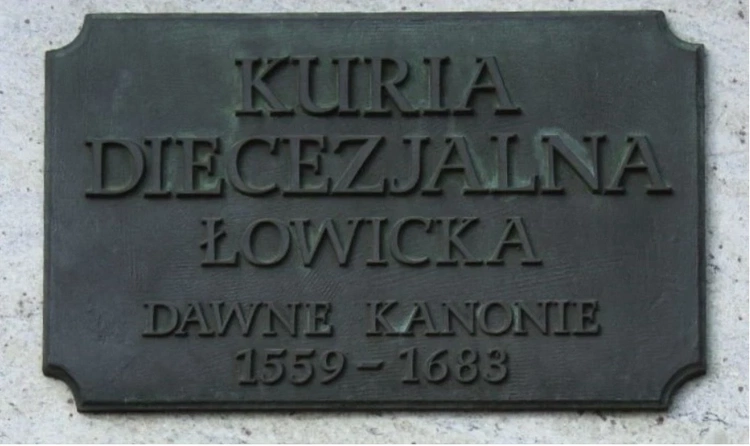 KURIA
DIECEZJALNA
ŁOWICKA
DAWNE KANONIE
1559 – 1683